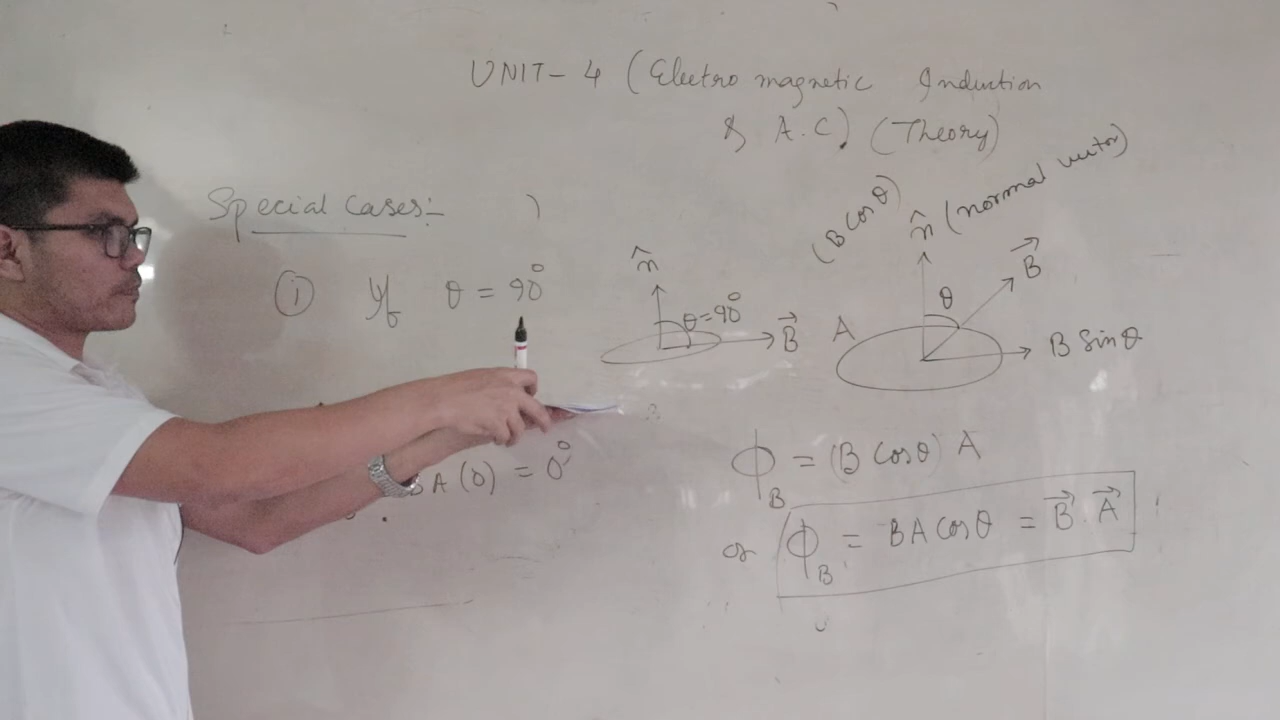 UNIT-4 (Electro magnetic Induction
& A.C.) (Theory)
Special Cases:-
(B Cos θ)
n̂ (normal vector)
n̂
B⃗
① If θ = 90°
θ=90°
B⃗
θ
A
B Sin θ
BA(0) = 0
ϕ_B = (B Cos θ) A
or ϕ_B = BA Cos θ = B⃗ . A⃗